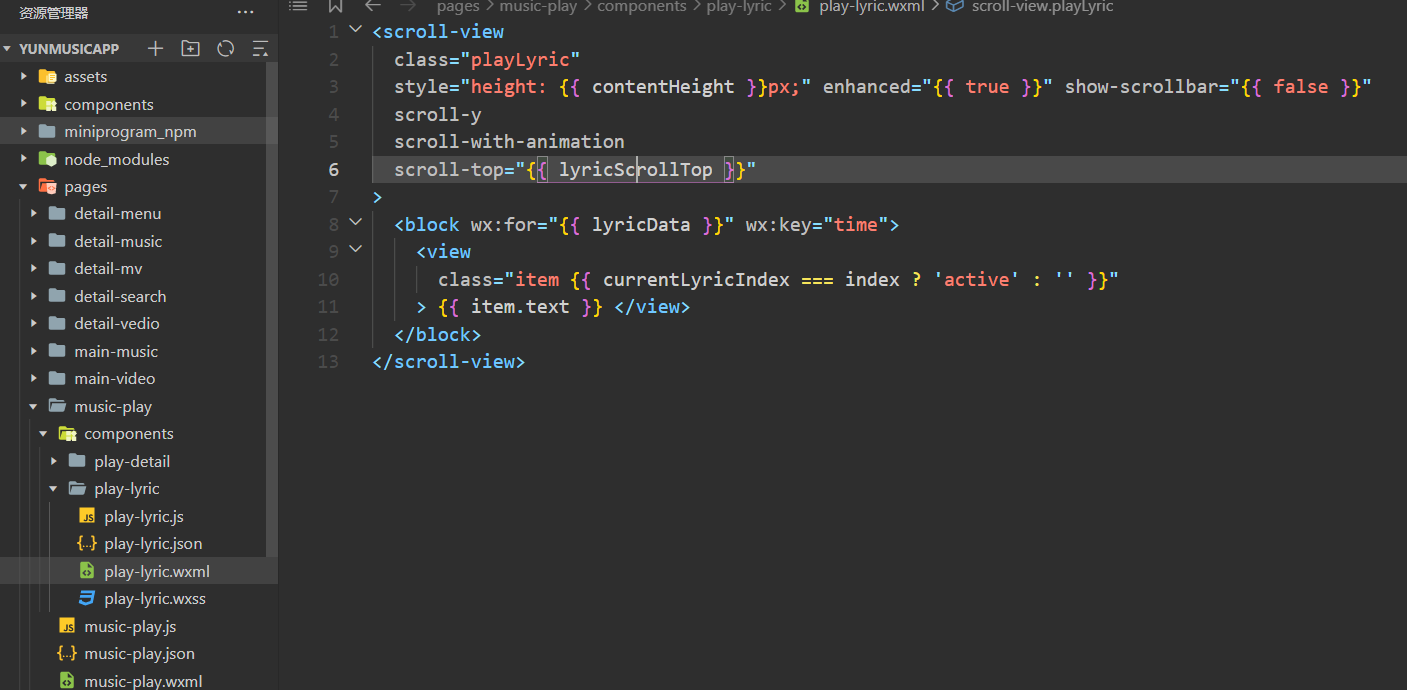 资源管理器 ···
YUNMUSICAPP
assets
components
miniprogram_npm
node_modules
pages
detail-menu
detail-music
detail-mv
detail-search
detail-vedio
main-music
main-video
music-play
components
play-detail
play-lyric
play-lyric.js
play-lyric.json
play-lyric.wxml
play-lyric.wxss
music-play.js
music-play.json
music-play.wxml
pages > music-play > components > play-lyric > play-lyric.wxml > scroll-view.playLyric
1 <scroll-view
2 class="playLyric"
3 style="height: {{ contentHeight }}px;" enhanced="{{ true }}" show-scrollbar="{{ false }}"
4 scroll-y
5 scroll-with-animation
6 scroll-top="{{ lyricScrollTop }}"
7 >
8 <block wx:for="{{ lyricData }}" wx:key="time">
9 <view
10 class="item {{ currentLyricIndex === index ? 'active' : '' }}"
11 > {{ item.text }} </view>
12 </block>
13 </scroll-view>